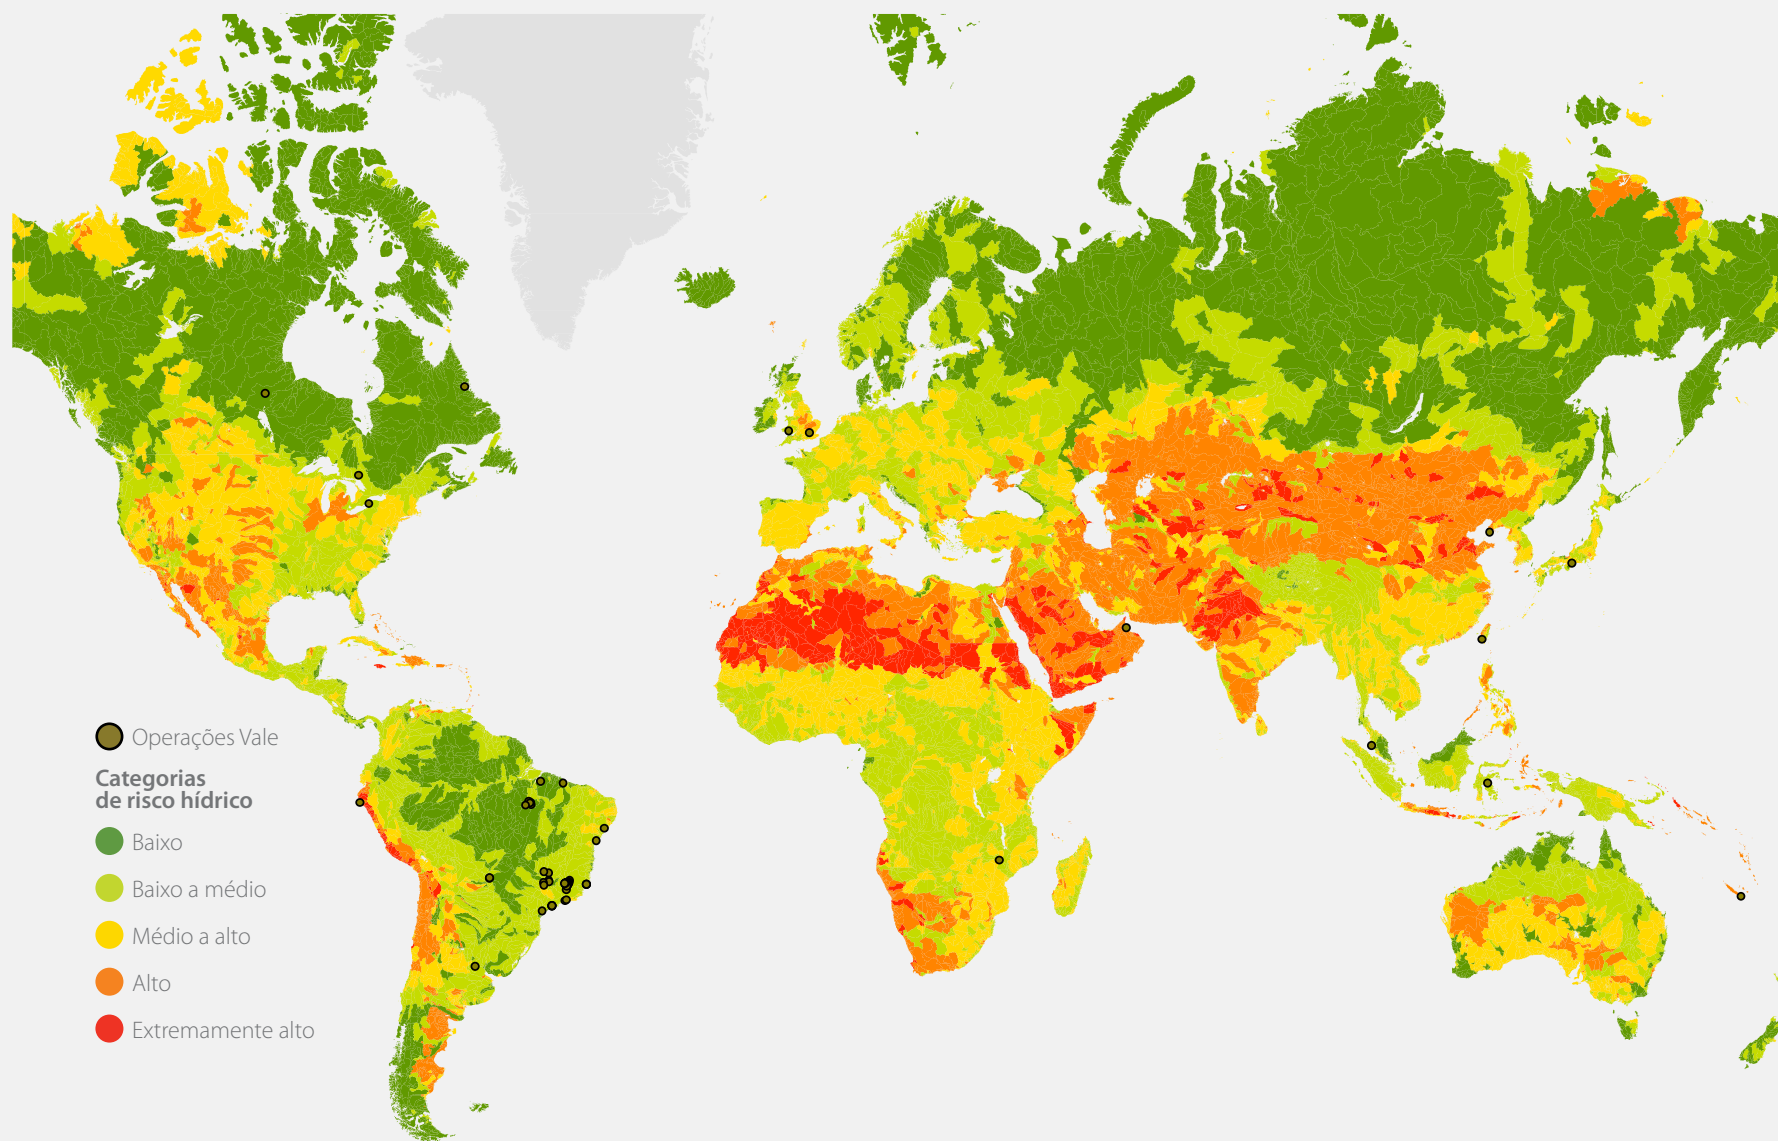 Operações Vale
Categorias
de risco hídrico
Baixo
Baixo a médio
Médio a alto
Alto
Extremamente alto